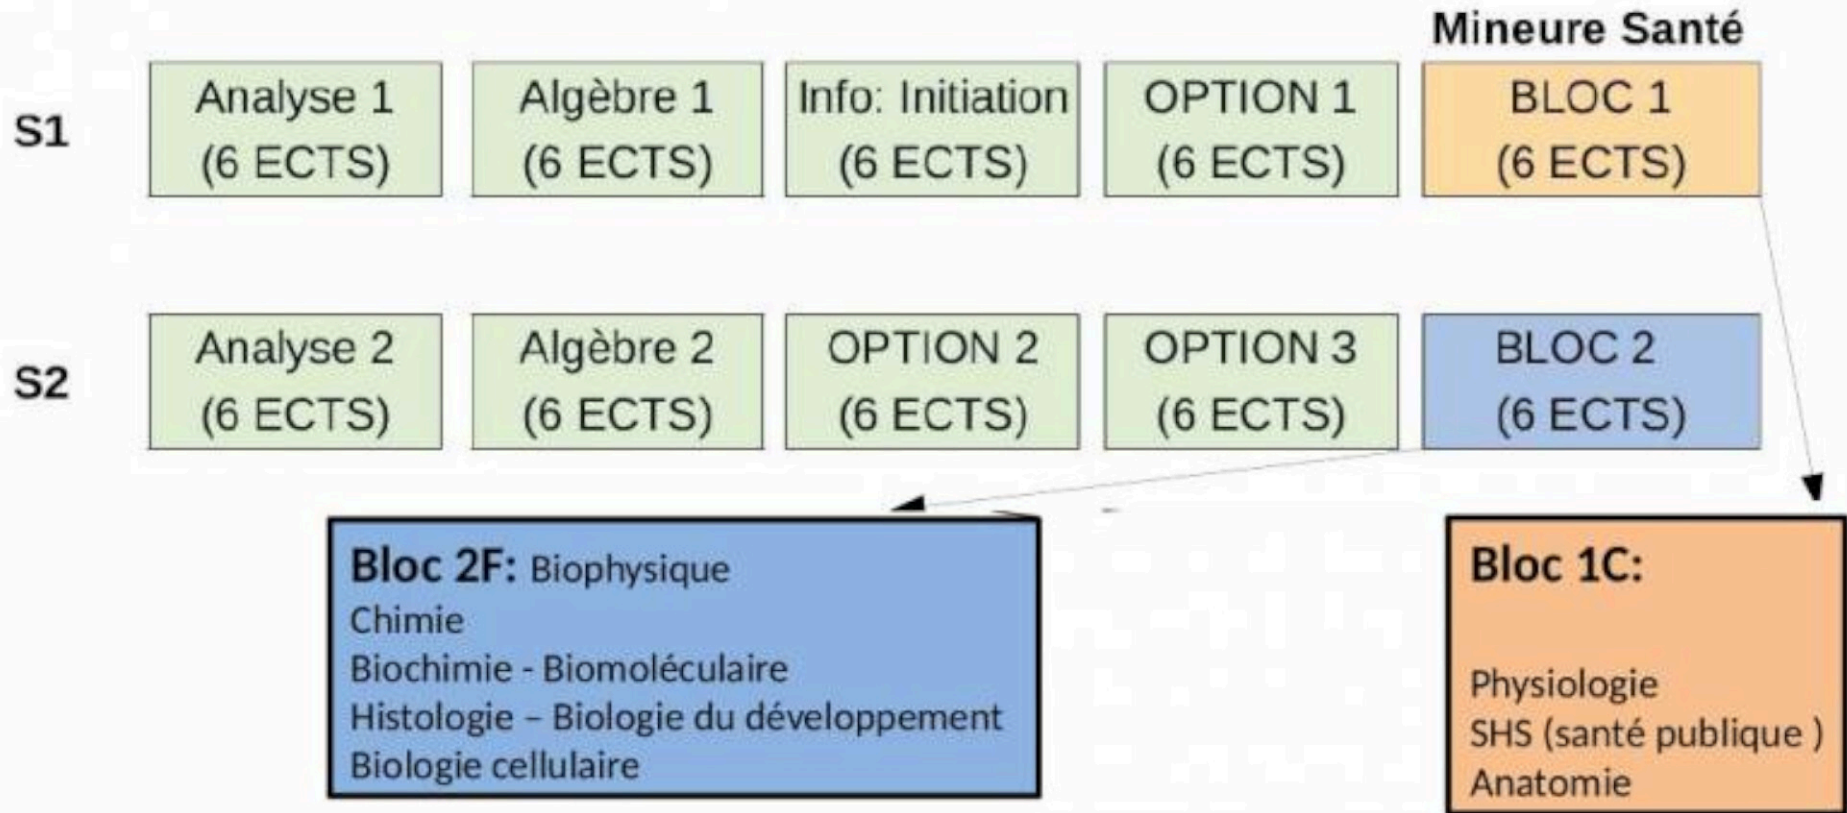 Mineure Santé
S1
Analyse 1
(6 ECTS)
Algèbre 1
(6 ECTS)
Info: Initiation
(6 ECTS)
OPTION 1
(6 ECTS)
BLOC 1
(6 ECTS)
S2
Analyse 2
(6 ECTS)
Algèbre 2
(6 ECTS)
OPTION 2
(6 ECTS)
OPTION 3
(6 ECTS)
BLOC 2
(6 ECTS)
Bloc 2F: Biophysique
Chimie
Biochimie - Biomoléculaire
Histologie – Biologie du développement
Biologie cellulaire
Bloc 1C:
Physiologie
SHS (santé publique )
Anatomie